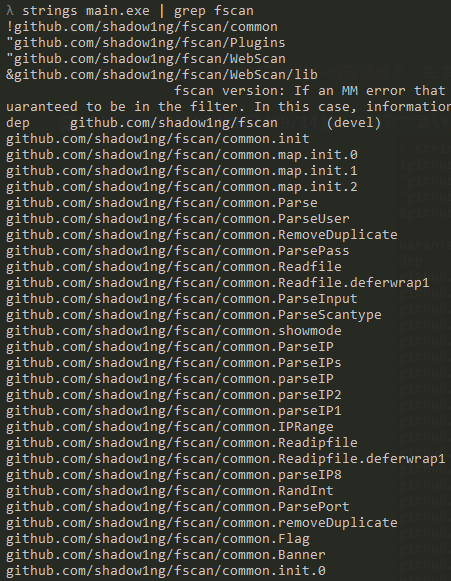 λ strings main.exe | grep fscan
!github.com/shadow1ng/fscan/common
"github.com/shadow1ng/fscan/Plugins
"github.com/shadow1ng/fscan/WebScan
&github.com/shadow1ng/fscan/WebScan/lib
fscan version: If an MM error that
uaranteed to be in the filter. In this case, information
dep github.com/shadow1ng/fscan (devel)
github.com/shadow1ng/fscan/common.init
github.com/shadow1ng/fscan/common.map.init.0
github.com/shadow1ng/fscan/common.map.init.1
github.com/shadow1ng/fscan/common.map.init.2
github.com/shadow1ng/fscan/common.Parse
github.com/shadow1ng/fscan/common.ParseUser
github.com/shadow1ng/fscan/common.RemoveDuplicate
github.com/shadow1ng/fscan/common.ParsePass
github.com/shadow1ng/fscan/common.Readfile
github.com/shadow1ng/fscan/common.Readfile.deferwrap1
github.com/shadow1ng/fscan/common.ParseInput
github.com/shadow1ng/fscan/common.ParseScantype
github.com/shadow1ng/fscan/common.showmode
github.com/shadow1ng/fscan/common.ParseIP
github.com/shadow1ng/fscan/common.ParseIPs
github.com/shadow1ng/fscan/common.parseIP
github.com/shadow1ng/fscan/common.parseIP2
github.com/shadow1ng/fscan/common.parseIP1
github.com/shadow1ng/fscan/common.IPRange
github.com/shadow1ng/fscan/common.Readipfile
github.com/shadow1ng/fscan/common.Readipfile.deferwrap1
github.com/shadow1ng/fscan/common.parseIP8
github.com/shadow1ng/fscan/common.RandInt
github.com/shadow1ng/fscan/common.ParsePort
github.com/shadow1ng/fscan/common.removeDuplicate
github.com/shadow1ng/fscan/common.Flag
github.com/shadow1ng/fscan/common.Banner
github.com/shadow1ng/fscan/common.init.0